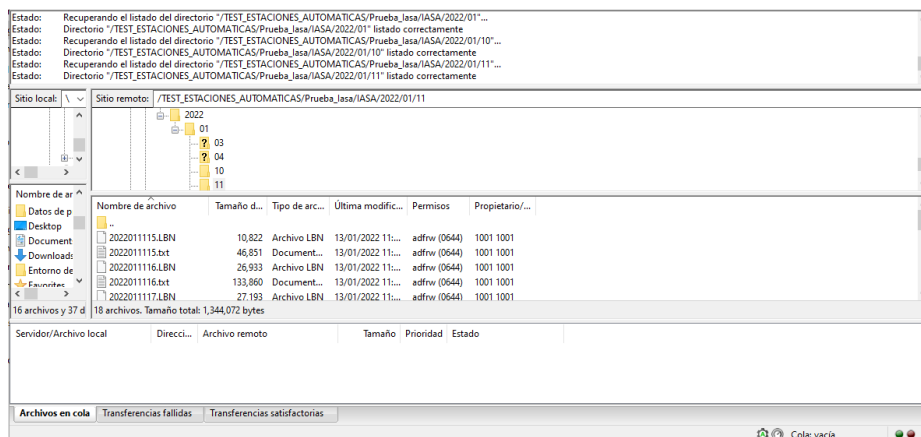 Estado: Recuperando el listado del directorio "/TEST_ESTACIONES_AUTOMATICAS/Prueba_Iasa/IASA/2022/01"...
Estado: Directorio "/TEST_ESTACIONES_AUTOMATICAS/Prueba_Iasa/IASA/2022/01" listado correctamente
Estado: Recuperando el listado del directorio "/TEST_ESTACIONES_AUTOMATICAS/Prueba_Iasa/IASA/2022/01/10"...
Estado: Directorio "/TEST_ESTACIONES_AUTOMATICAS/Prueba_Iasa/IASA/2022/01/10" listado correctamente
Estado: Recuperando el listado del directorio "/TEST_ESTACIONES_AUTOMATICAS/Prueba_Iasa/IASA/2022/01/11"...
Estado: Directorio "/TEST_ESTACIONES_AUTOMATICAS/Prueba_Iasa/IASA/2022/01/11" listado correctamente
Sitio local: \ Sitio remoto: /TEST_ESTACIONES_AUTOMATICAS/Prueba_Iasa/IASA/2022/01/11
2022
01
? 03
? 04
10
11
Nombre de ar
Datos de p
Desktop
Document
Downloads
Entorno de
Favorites
16 archivos y 37 d
Nombre de archivo Tamaño d... Tipo de arc... Última modific... Permisos Propietario/...
..
2022011115.LBN 10,822 Archivo LBN 13/01/2022 11:... adfrw (0644) 1001 1001
2022011115.txt 46,851 Document... 13/01/2022 11:... adfrw (0644) 1001 1001
2022011116.LBN 26,933 Archivo LBN 13/01/2022 11:... adfrw (0644) 1001 1001
2022011116.txt 133,860 Document... 13/01/2022 11:... adfrw (0644) 1001 1001
2022011117.LBN 27,193 Archivo LBN 13/01/2022 11:... adfrw (0644) 1001 1001
18 archivos. Tamaño total: 1,344,072 bytes
Servidor/Archivo local Direcci... Archivo remoto Tamaño Prioridad Estado
Archivos en cola Transferencias fallidas Transferencias satisfactorias
Cola: vacía